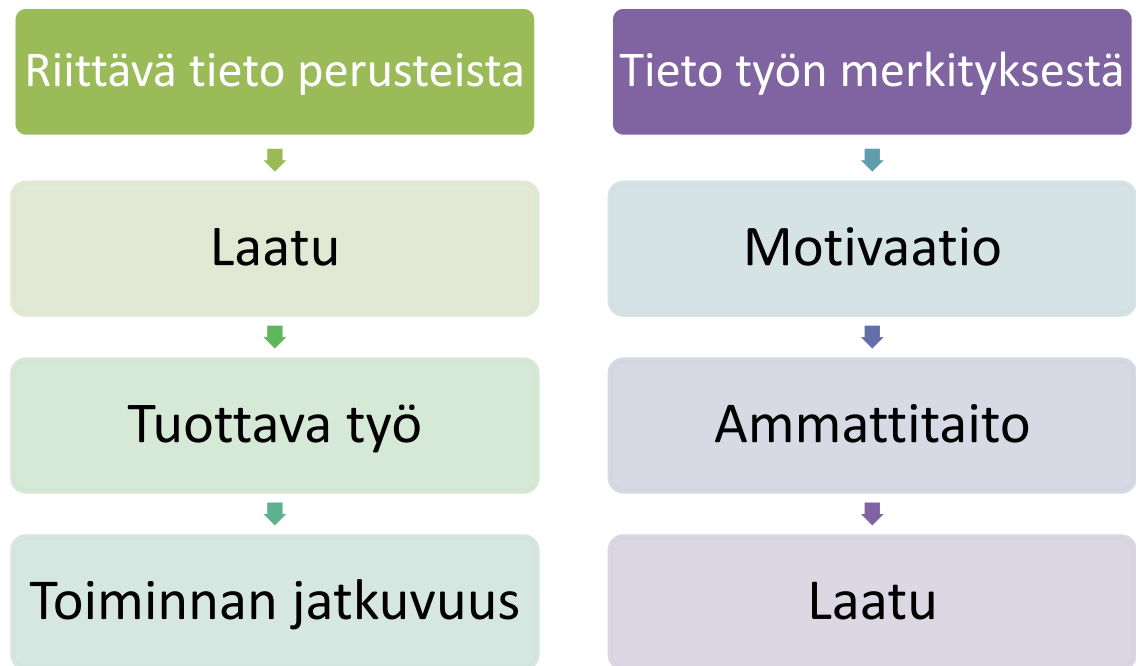 Riittävä tieto perusteista
Laatu
Tuottava työ
Toiminnan jatkuvuus
Tieto työn merkityksestä
Motivaatio
Ammattitaito
Laatu